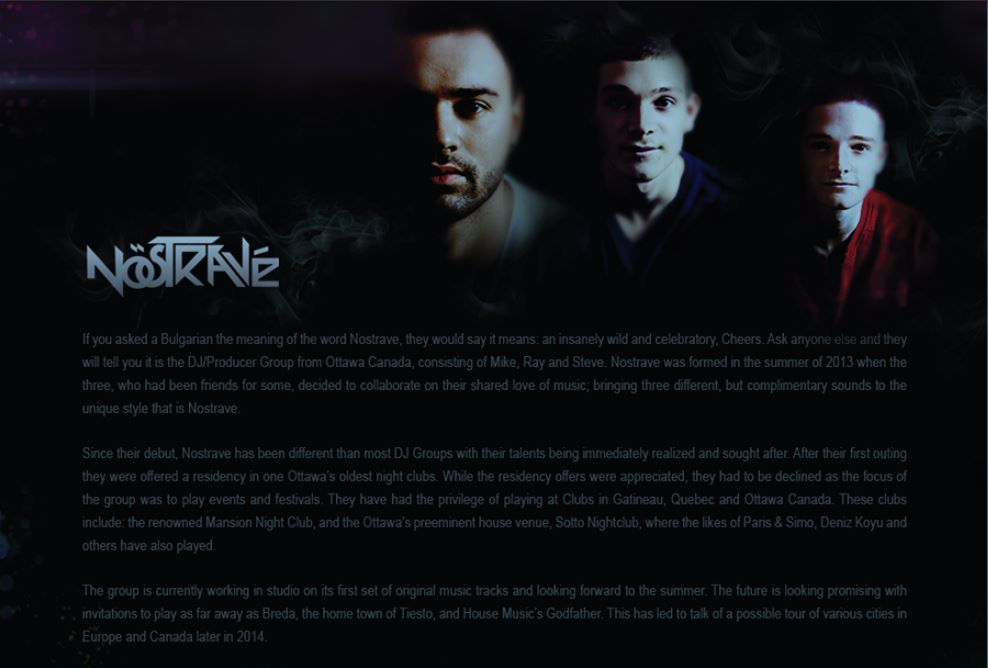 NÖSTRAVÉ
If you asked a Bulgarian the meaning of the word Nostrave, they would say it means: an insanely wild and celebratory, Cheers. Ask anyone else and they
will tell you it is the DJ/Producer Group from Ottawa Canada, consisting of Mike, Ray and Steve. Nostrave was formed in the summer of 2013 when the
three, who had been friends for some, decided to collaborate on their shared love of music; bringing three different, but complimentary sounds to the
unique style that is Nostrave.
Since their debut, Nostrave has been different than most DJ Groups with their talents being immediately realized and sought after. After their first outing
they were offered a residency in one Ottawa's oldest night clubs. While the residency offers were appreciated, they had to be declined as the focus of
the group was to play events and festivals. They have had the privilege of playing at Clubs in Gatineau, Quebec and Ottawa Canada. These clubs
include: the renowned Mansion Night Club, and the Ottawa's preeminent house venue, Sotto Nightclub, where the likes of Paris & Simo, Deniz Koyu and
others have also played.
The group is currently working in studio on its first set of original music tracks and looking forward to the summer. The future is looking promising with
invitations to play as far away as Breda, the home town of Tiesto, and House Music's Godfather. This has led to talk of a possible tour of various cities in
Europe and Canada later in 2014.